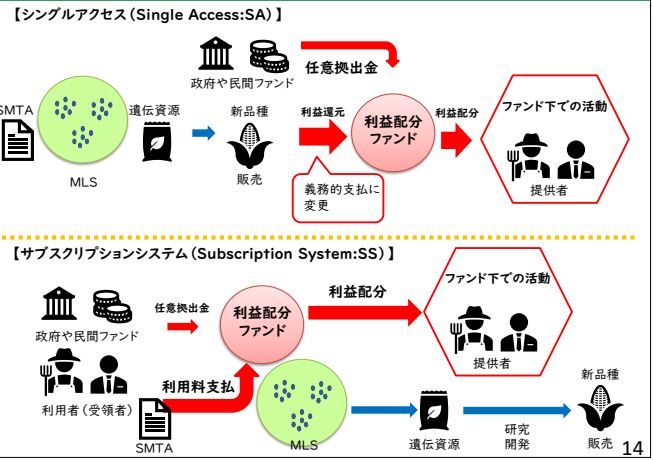 【シングルアクセス(Single Access:SA)】
政府や民間ファンド
任意拠出金
SMTA
遺伝資源
新品種
利益還元
利益配分
ファンド
利益配分
ファンド下での活動
MLS
販売
提供者
義務的支払に
変更
【サブスクリプションシステム(Subscription System:SS)】
政府や民間ファンド
任意拠出金
利益配分
ファンド
利益配分
ファンド下での活動
提供者
利用者(受領者)
利用料支払
SMTA
MLS
遺伝資源
研究
開発
新品種
販売
14